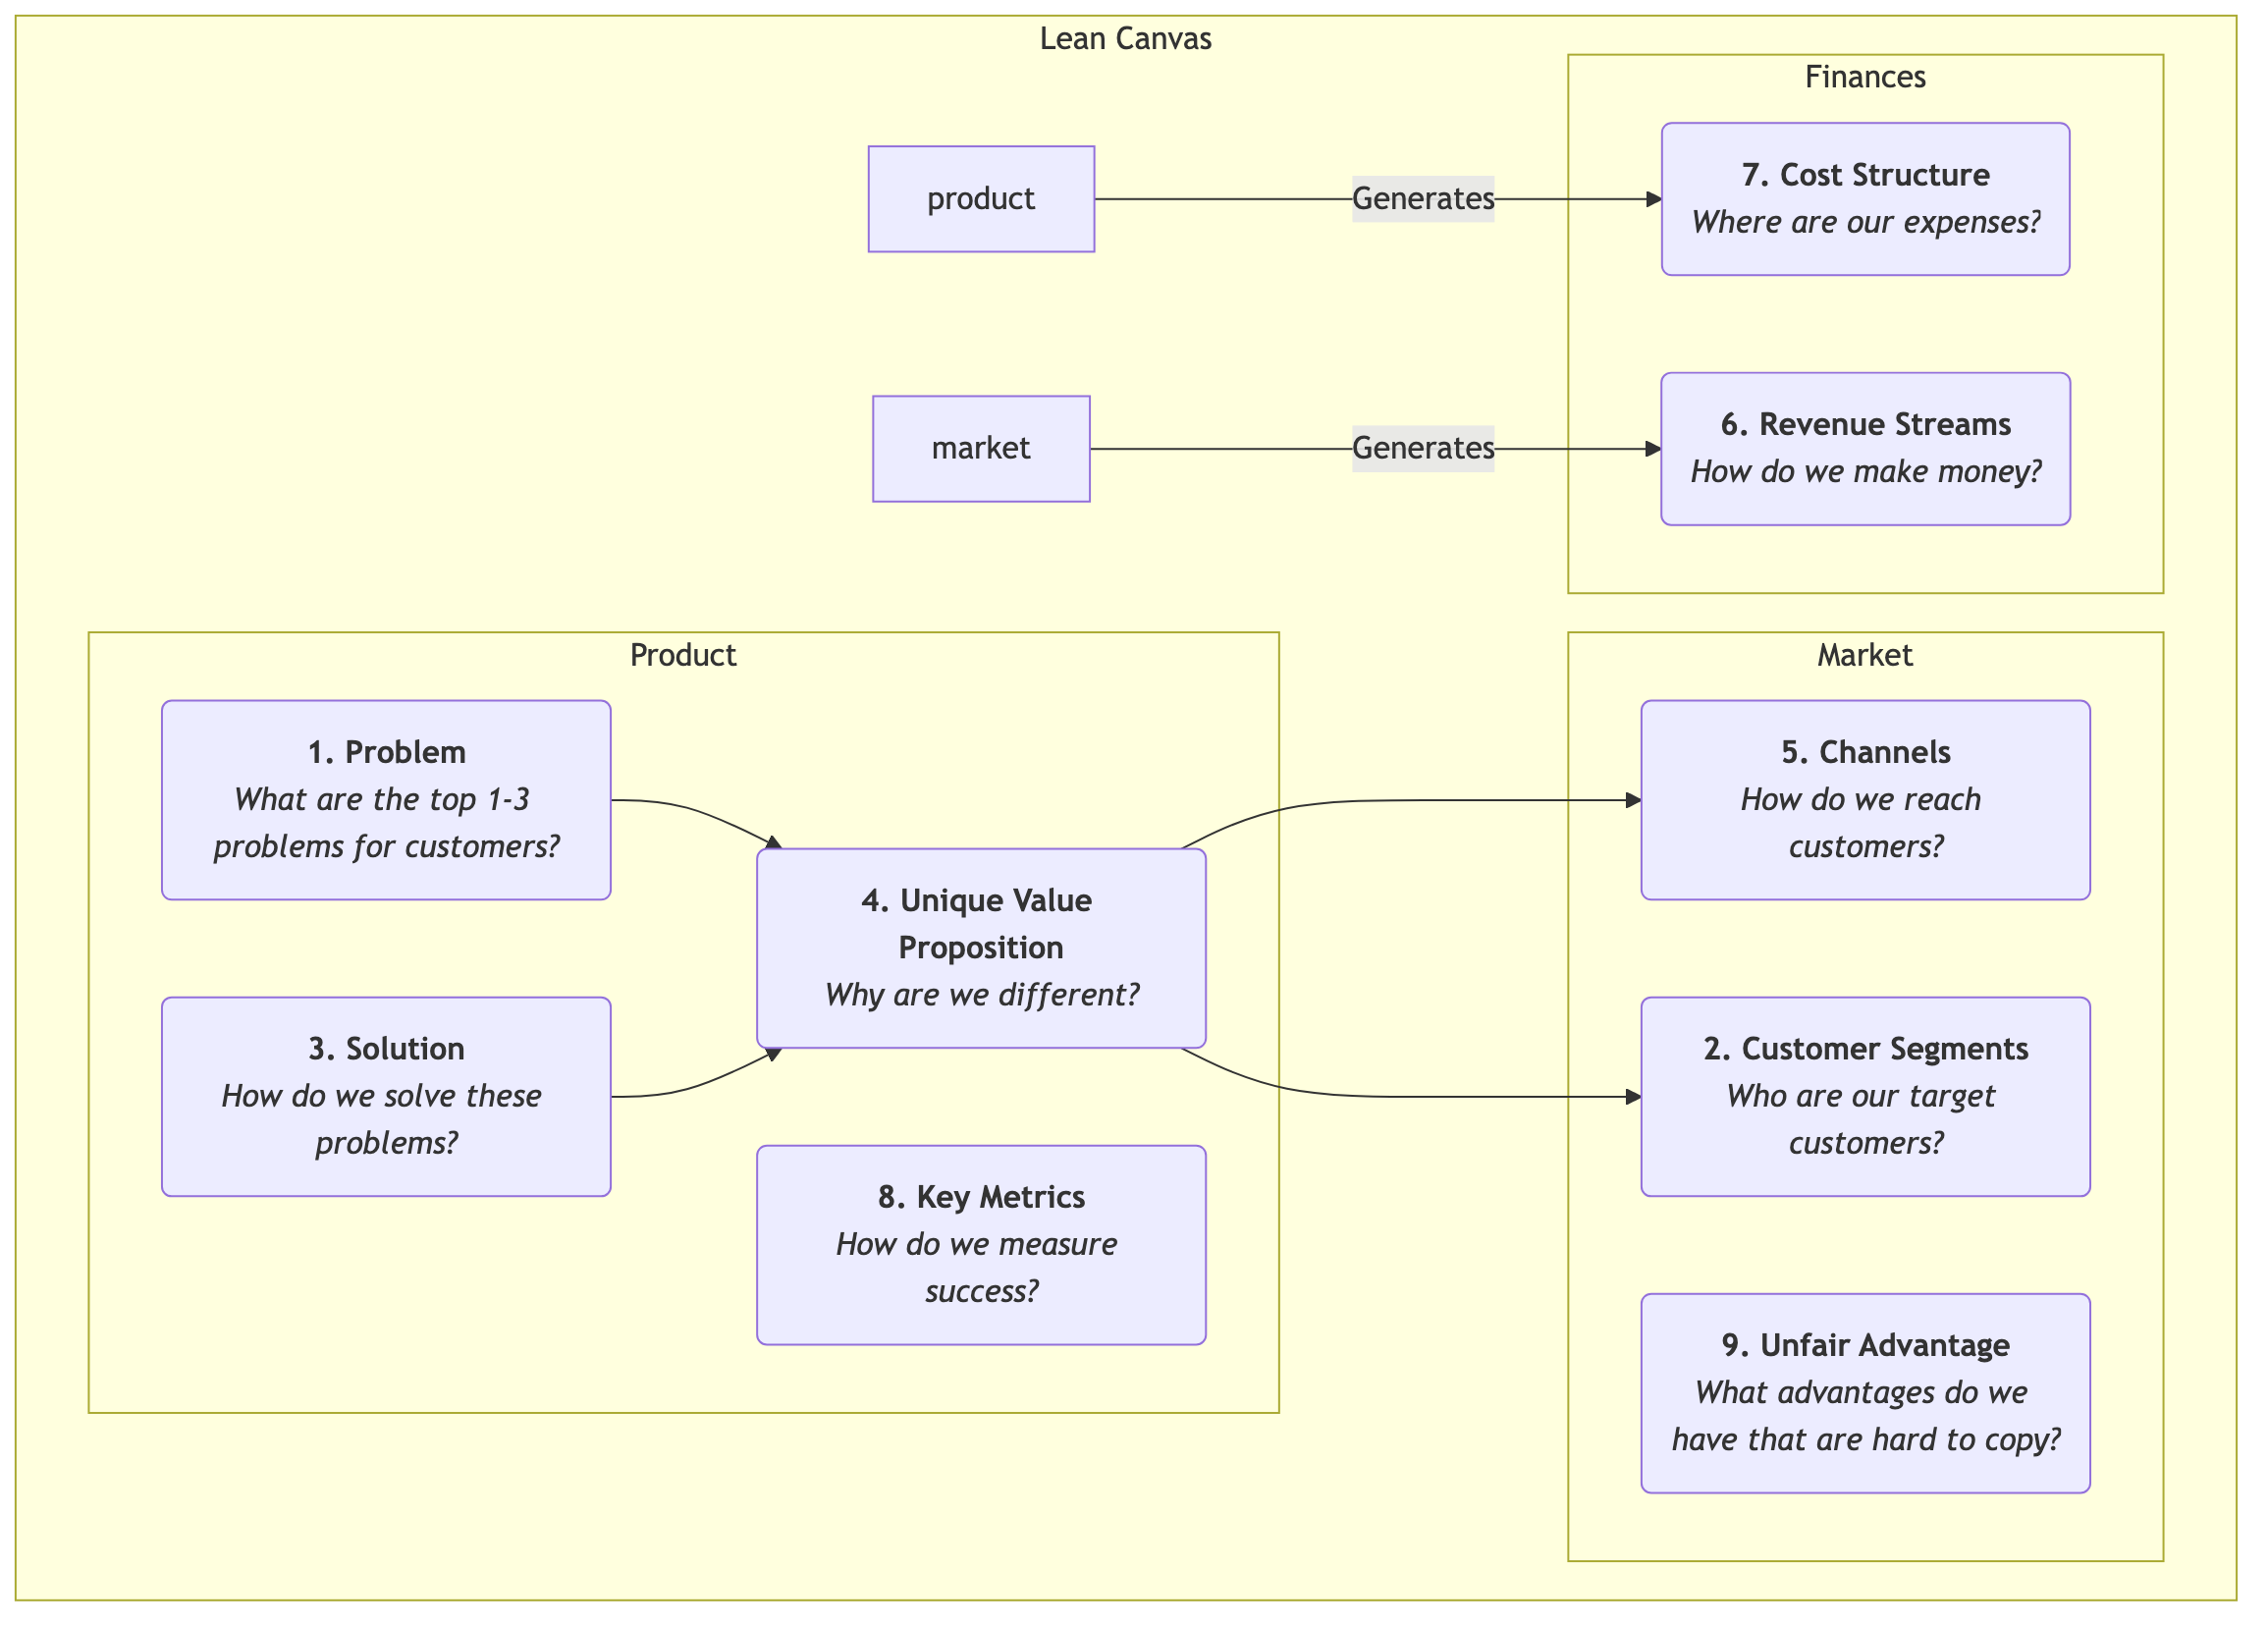 Lean Canvas
Finances
product
Generates
7. Cost Structure
Where are our expenses?
market
Generates
6. Revenue Streams
How do we make money?
Product
1. Problem
What are the top 1-3
problems for customers?
3. Solution
How do we solve these
problems?
4. Unique Value
Proposition
Why are we different?
8. Key Metrics
How do we measure
success?
Market
5. Channels
How do we reach
customers?
2. Customer Segments
Who are our target
customers?
9. Unfair Advantage
What advantages do we
have that are hard to copy?